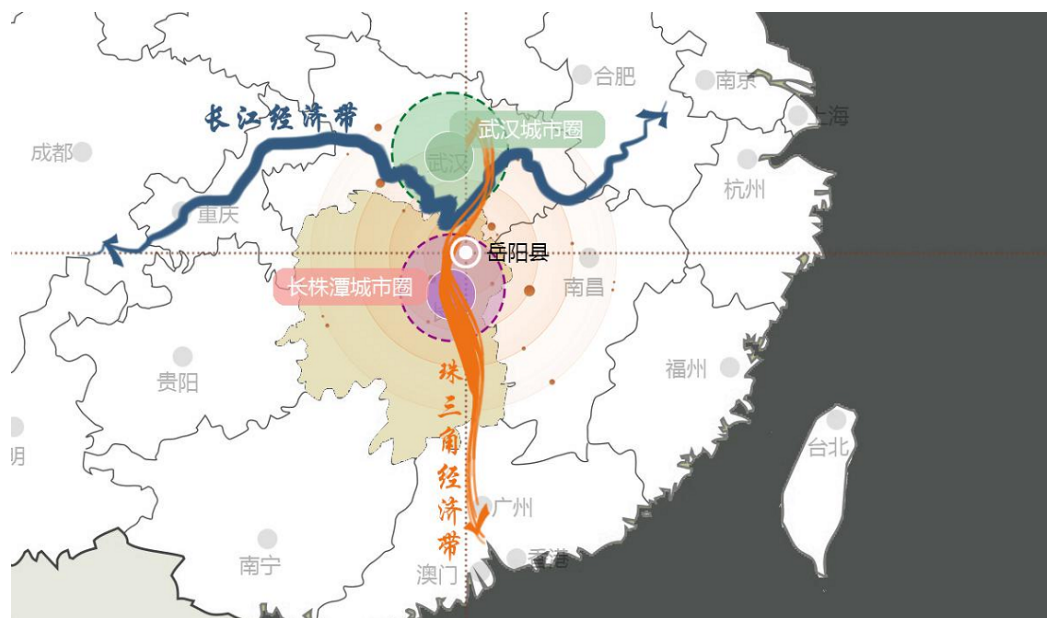 合肥
南京
长江经济带
上海
武汉城市圈
成都
武汉
杭州
重庆
岳阳县
长株潭城市圈
南昌
珠三角经济带
福州
贵阳
台北
明
广州
南宁
香港
澳门